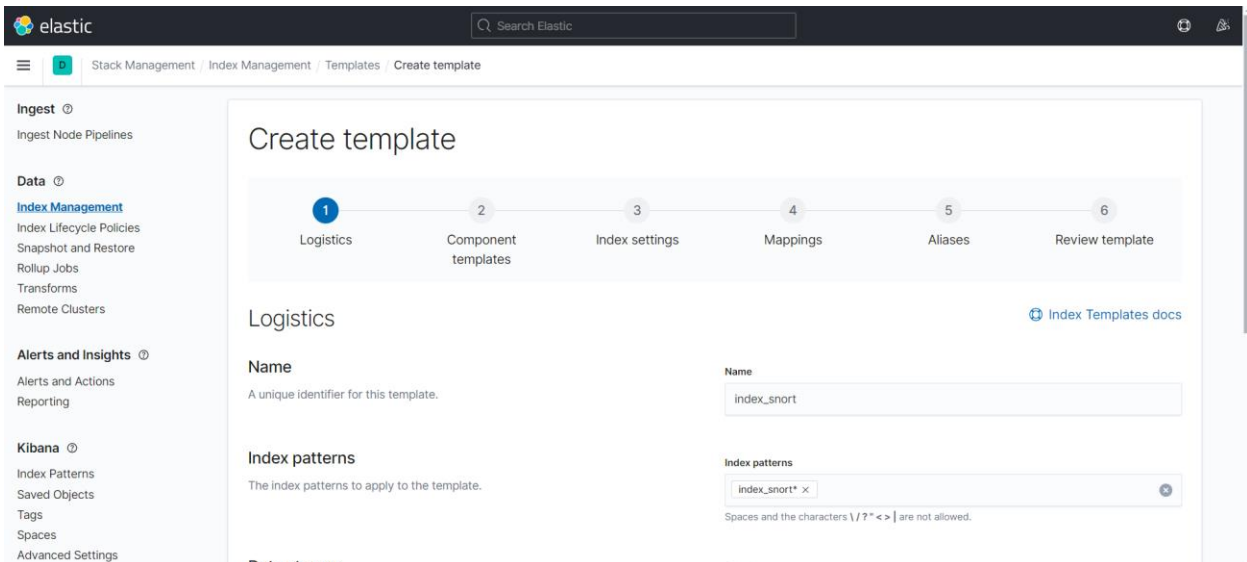 elastic
Search Elastic
D
Stack Management / Index Management / Templates / Create template
Ingest
Ingest Node Pipelines
Data
Index Management
Index Lifecycle Policies
Snapshot and Restore
Rollup Jobs
Transforms
Remote Clusters
Alerts and Insights
Alerts and Actions
Reporting
Kibana
Index Patterns
Saved Objects
Tags
Spaces
Advanced Settings
Create template
1
Logistics
2
Component
templates
3
Index settings
4
Mappings
5
Aliases
6
Review template
Logistics
Index Templates docs
Name
A unique identifier for this template.
Name
index_snort
Index patterns
The index patterns to apply to the template.
Index patterns
index_snort* ×
Spaces and the characters \ / ? " < > | are not allowed.